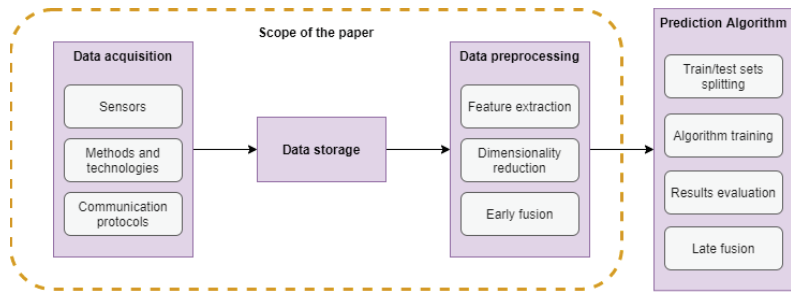 Scope of the paper
Data acquisition
Sensors
Methods and
technologies
Communication
protocols
Data storage
Data preprocessing
Feature extraction
Dimensionality
reduction
Early fusion
Prediction Algorithm
Train/test sets
splitting
Algorithm training
Results evaluation
Late fusion